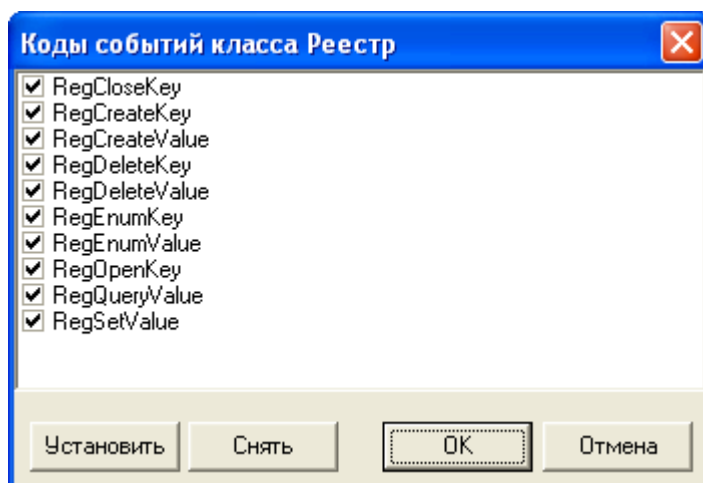 Коды событий класса Реестр
RegCloseKey
RegCreateKey
RegCreateValue
RegDeleteKey
RegDeleteValue
RegEnumKey
RegEnumValue
RegOpenKey
RegQueryValue
RegSetValue
Установить Снять OK Отмена